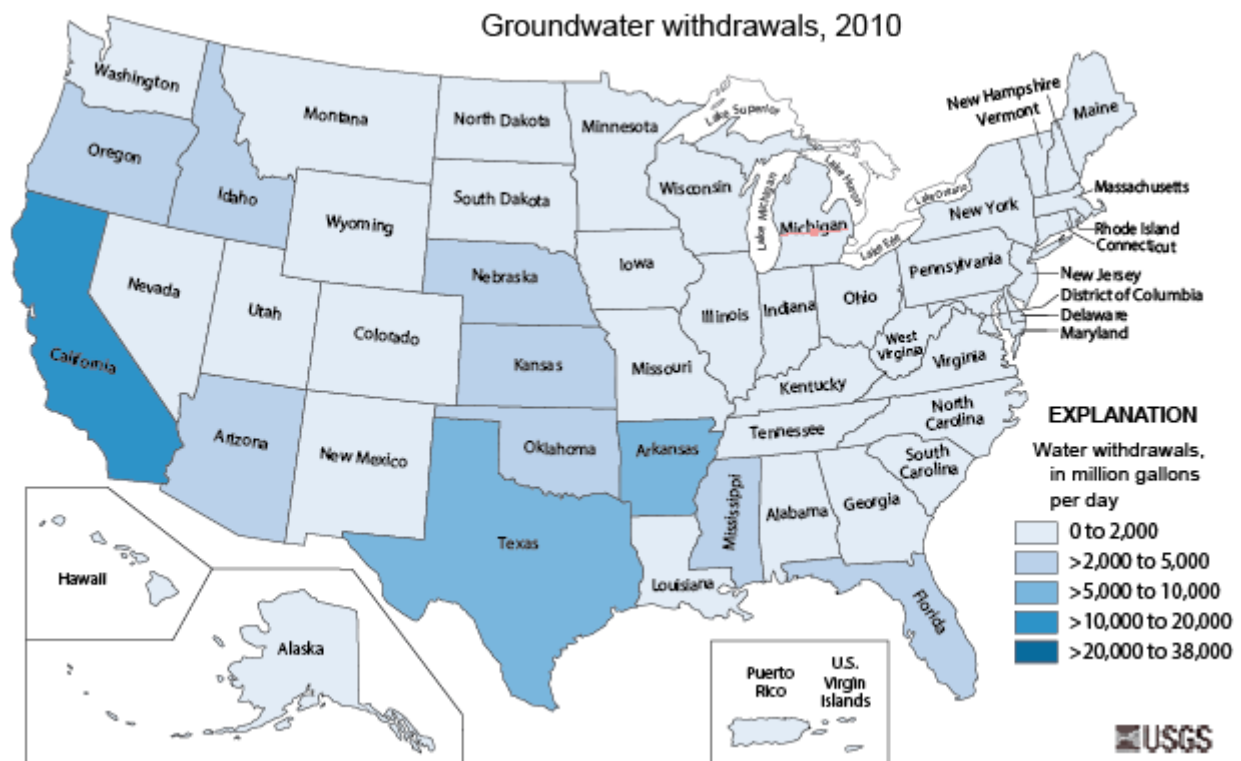 Groundwater withdrawals, 2010
Washington
Montana
North Dakota
Minnesota
Lake Superior
New Hampshire
Vermont
Maine
Oregon
Idaho
Wyoming
South Dakota
Wisconsin
Lake Michigan
Michigan
Lake Huron
Lake Ontario
Lake Erie
New York
Massachusetts
Rhode Island
Connecticut
Nevada
Utah
Colorado
Nebraska
Iowa
Illinois
Indiana
Ohio
Pennsylvania
New Jersey
District of Columbia
Delaware
Maryland
California
Kansas
Missouri
Kentucky
West
Virginia
Virginia
Arizona
New Mexico
Oklahoma
Arkansas
Tennessee
North
Carolina
South
Carolina
Texas
Louisiana
Mississippi
Alabama
Georgia
Florida
Hawaii
Alaska
Puerto
Rico
U.S.
Virgin
Islands
EXPLANATION
Water withdrawals,
in million gallons
per day
0 to 2,000
>2,000 to 5,000
>5,000 to 10,000
>10,000 to 20,000
>20,000 to 38,000
USGS